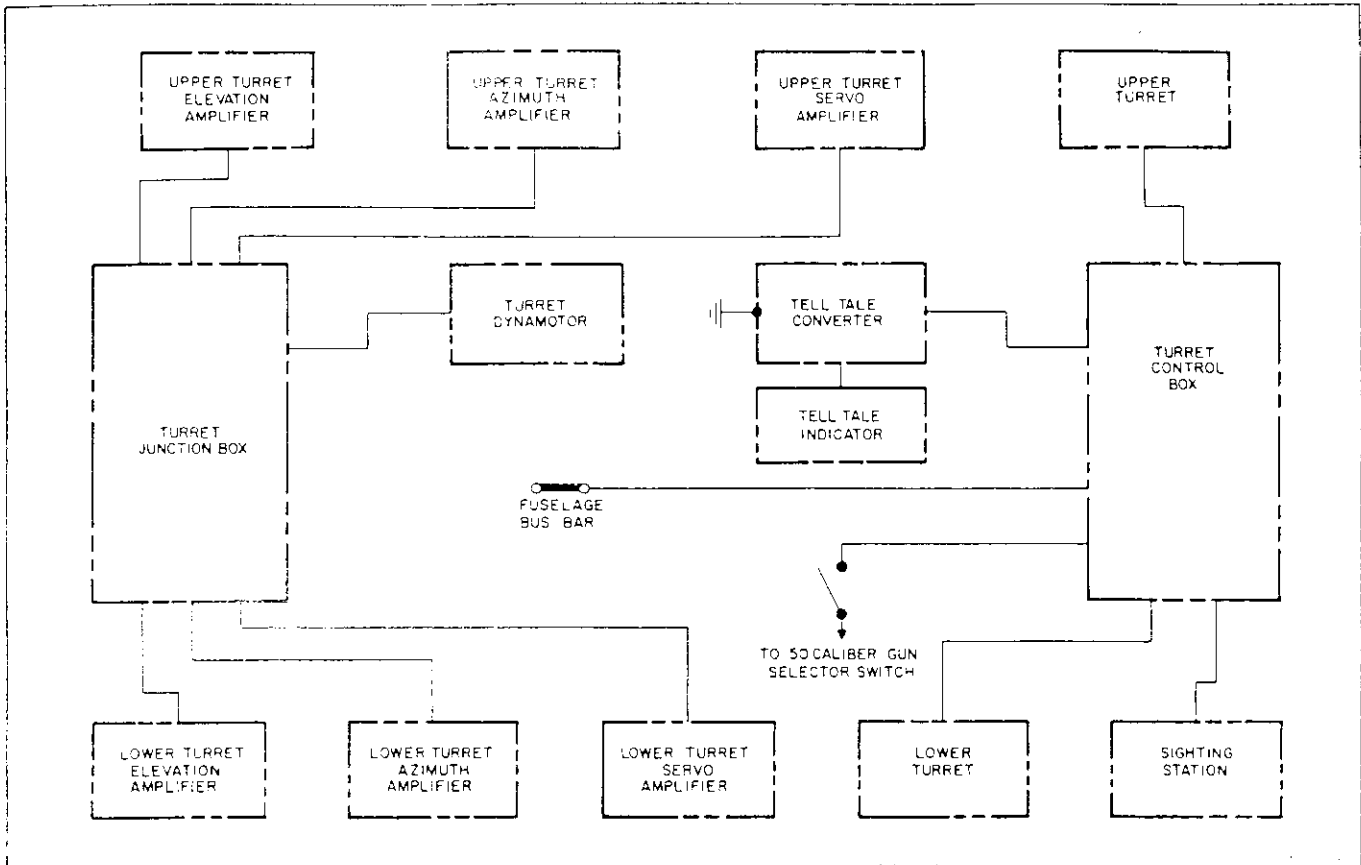 UPPER TURRET
ELEVATION
AMPLIFIER
UPPER TURRET
AZIMUTH
AMPLIFIER
UPPER TURRET
SERVO
AMPLIFIER
UPPER
TURRET
TURRET
JUNCTION BOX
TURRET
DYNAMOTOR
TELL TALE
CONVERTER
TELL TALE
INDICATOR
TURRET
CONTROL
BOX
FUSELAGE
BUS BAR
TO 50 CALIBER GUN
SELECTOR SWITCH
LOWER TURRET
ELEVATION
AMPLIFIER
LOWER TURRET
AZIMUTH
AMPLIFIER
LOWER TURRET
SERVO
AMPLIFIER
LOWER
TURRET
SIGHTING
STATION